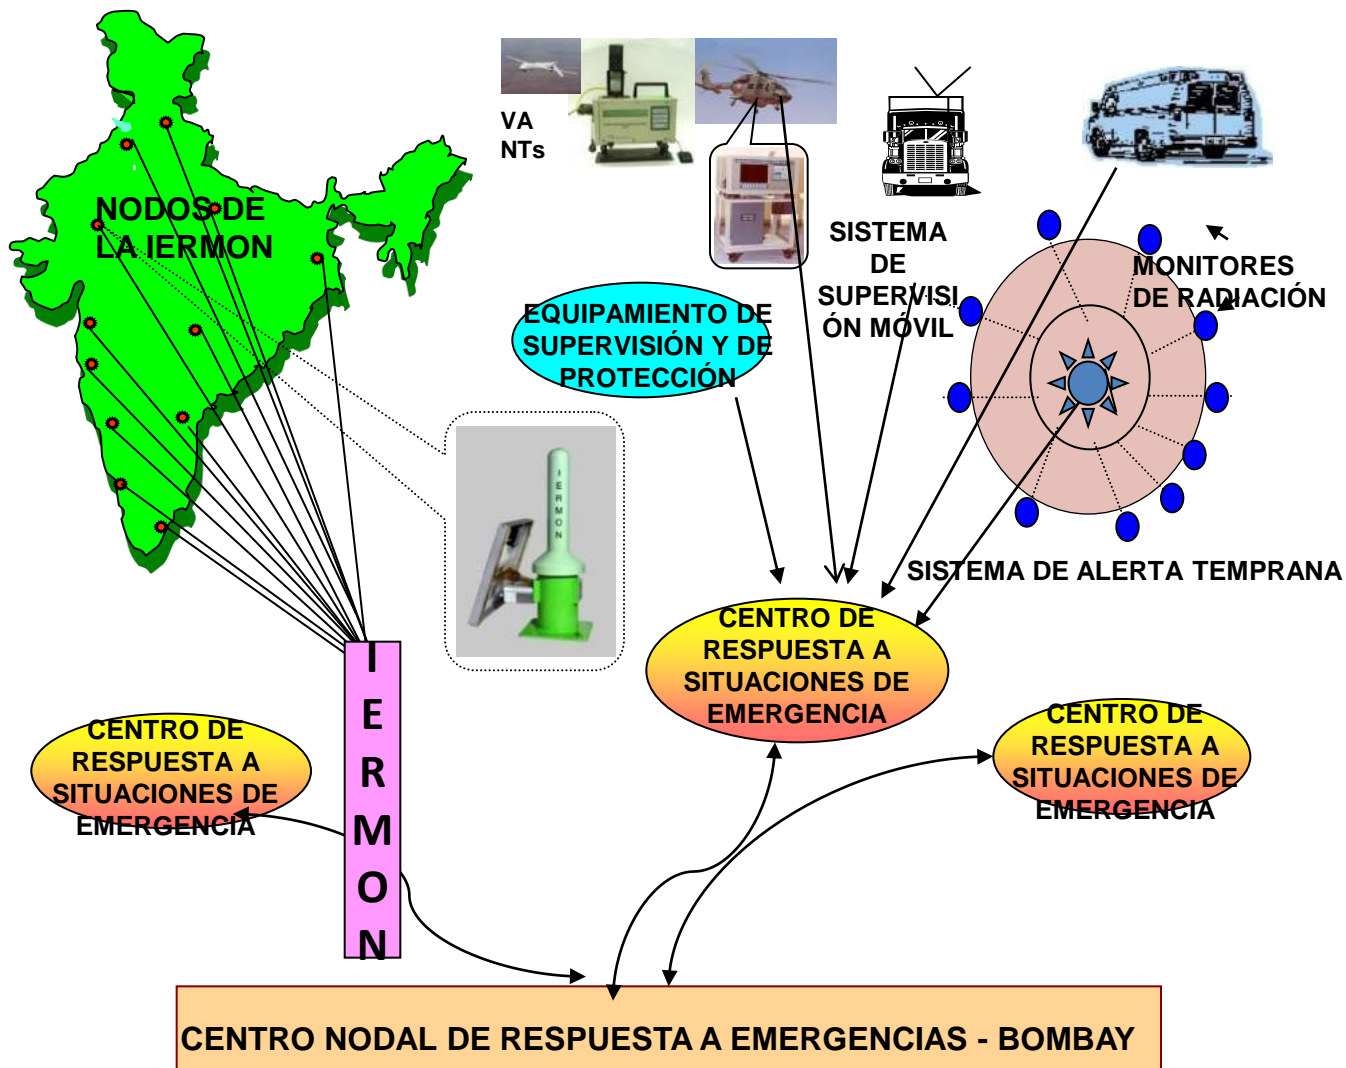 VA
NTs
NODOS DE
LA IERMON
SISTEMA
DE
SUPERVISI
ÓN MÓVIL
MONITORES
DE RADIACIÓN
EQUIPAMIENTO DE
SUPERVISIÓN Y DE
PROTECCIÓN
I
E
R
M
O
N
SISTEMA DE ALERTA TEMPRANA
CENTRO DE
RESPUESTA A
SITUACIONES DE
EMERGENCIA
I
E
R
M
O
N
CENTRO DE
RESPUESTA A
SITUACIONES DE
EMERGENCIA
CENTRO DE
RESPUESTA A
SITUACIONES DE
EMERGENCIA
CENTRO NODAL DE RESPUESTA A EMERGENCIAS - BOMBAY